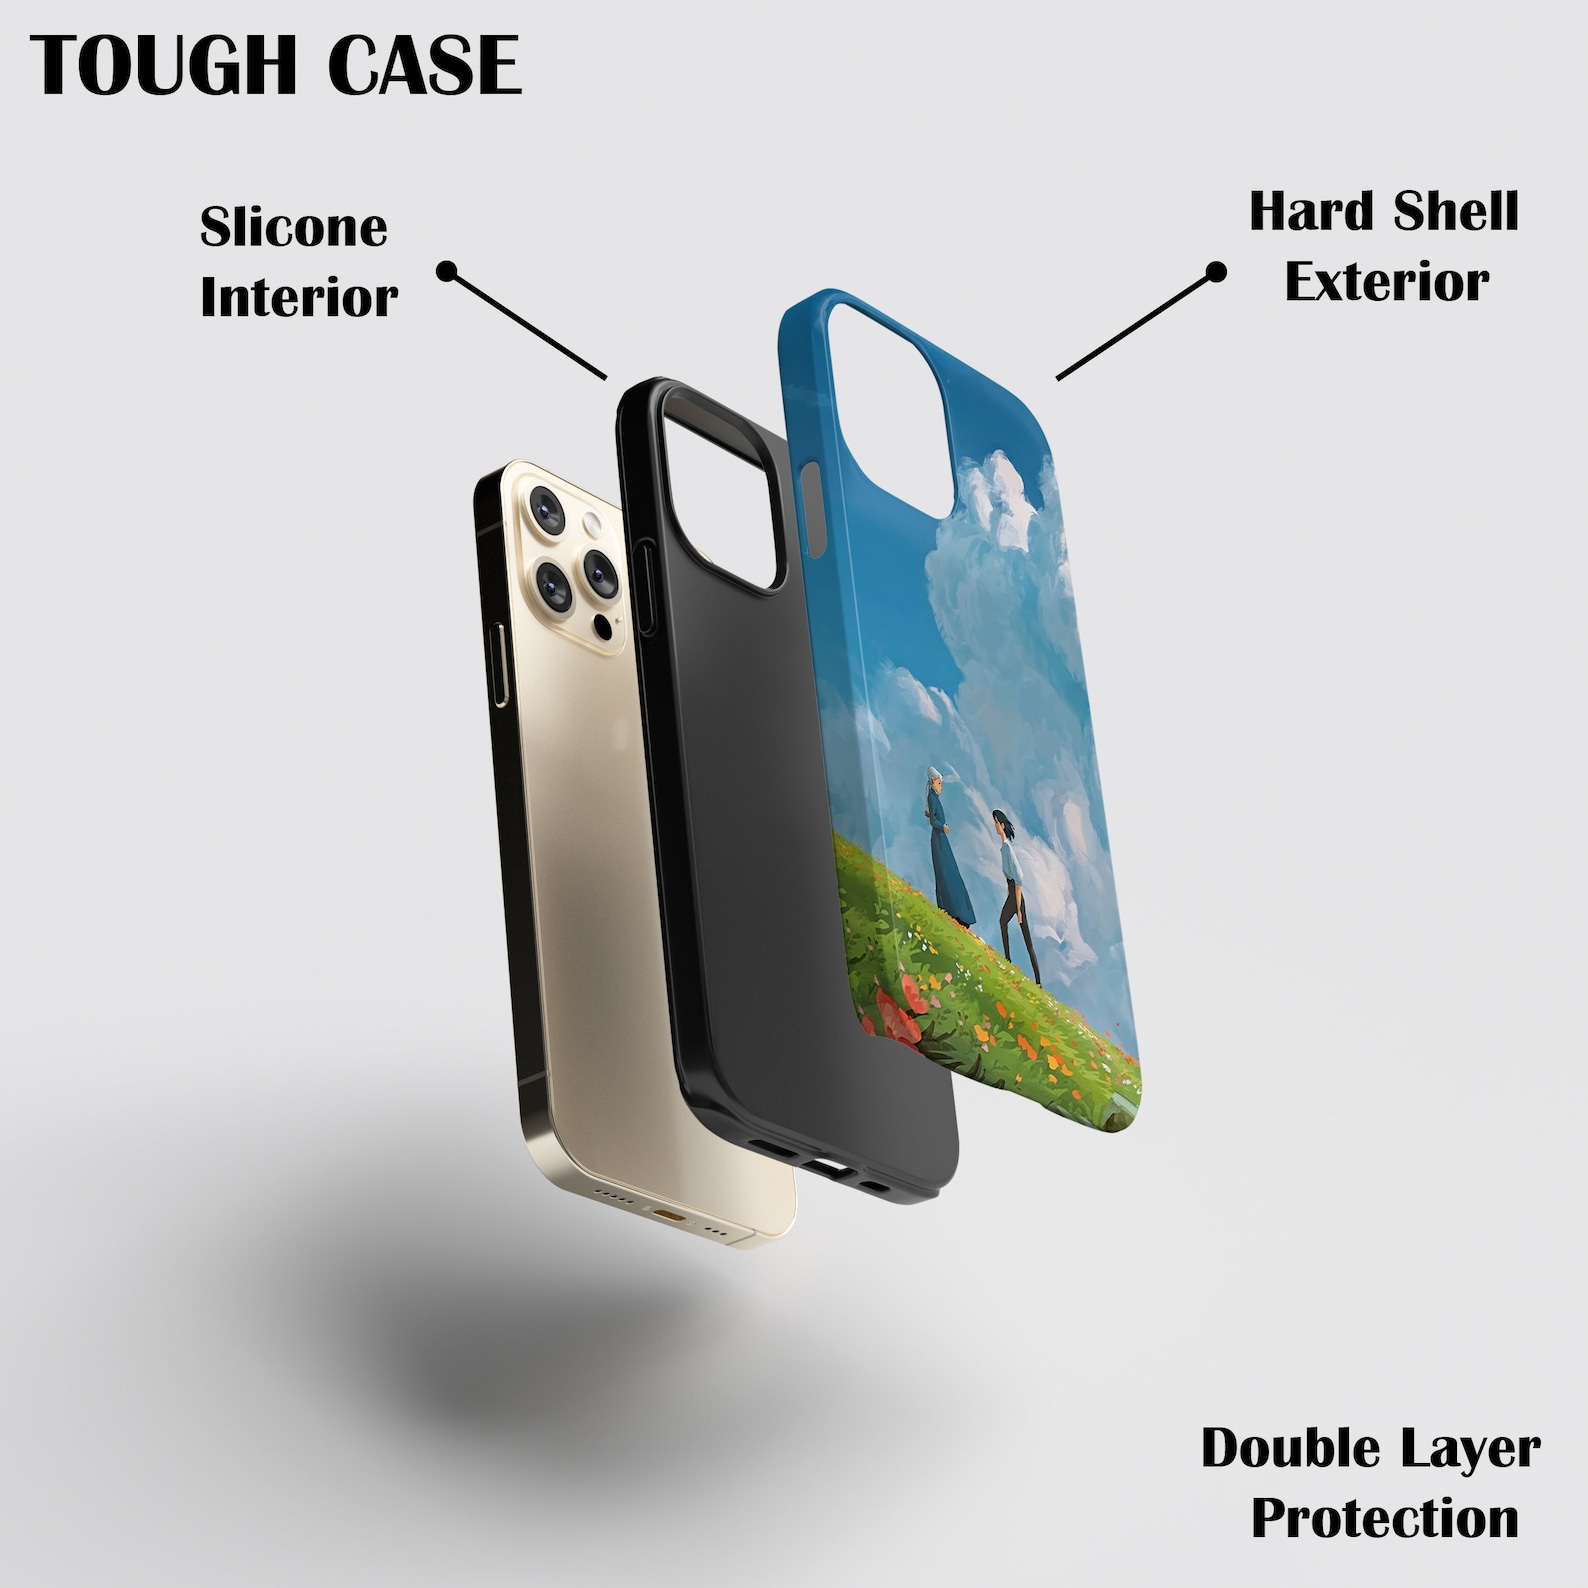 TOUGH CASE
Slicone
Interior
Hard Shell
Exterior
Double Layer
Protection